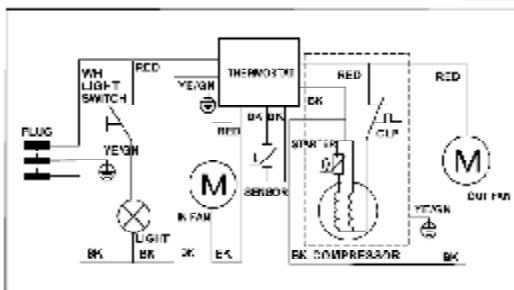 WH
LIGHT
SWITCH
RED
THERMOSTAT
YE/GN
RED
RED
BK
BK BK
RED
OLP
PLUG
YE/GN
STARTER
M
M
SENSOR
IN FAN
OUT FAN
YE/GN
LIGHT
BK
BK
BK
BK
BK COMPRESSOR
BK